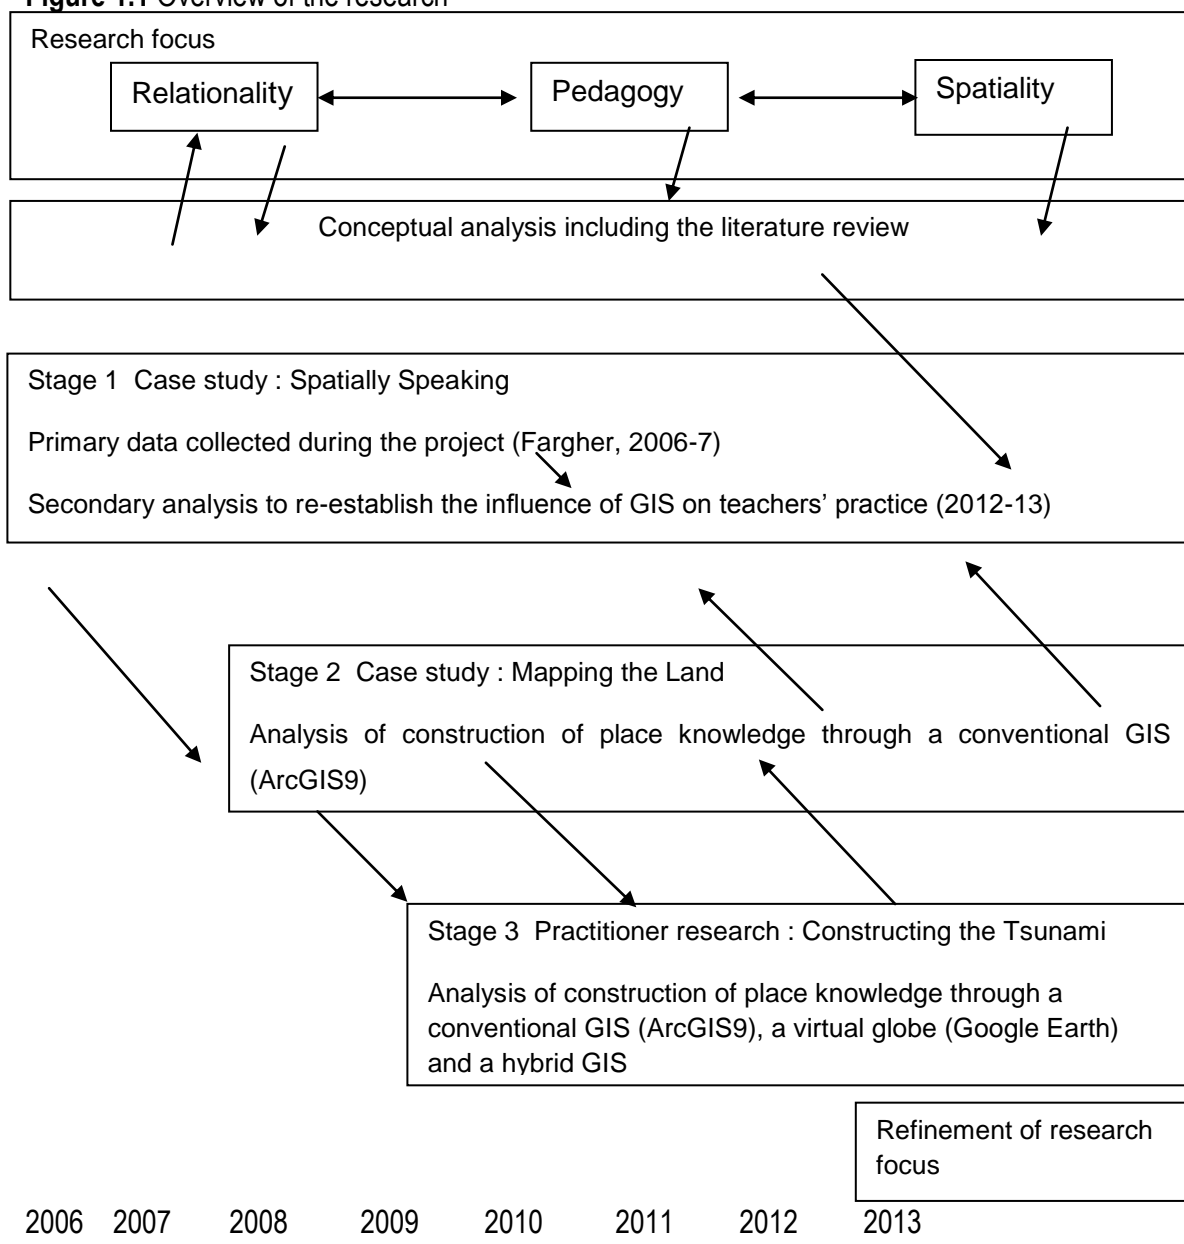 Figure 1.1 Overview of the research
Research focus
Relationality
Pedagogy
Spatiality
Conceptual analysis including the literature review
Stage 1 Case study : Spatially Speaking
Primary data collected during the project (Fargher, 2006-7)
Secondary analysis to re-establish the influence of GIS on teachers’ practice (2012-13)
Stage 2 Case study : Mapping the Land
Analysis of construction of place knowledge through a conventional GIS
(ArcGIS9)
Stage 3 Practitioner research : Constructing the Tsunami
Analysis of construction of place knowledge through a
conventional GIS (ArcGIS9), a virtual globe (Google Earth)
and a hybrid GIS
Refinement of research
focus
2006 2007 2008 2009 2010 2011 2012 2013